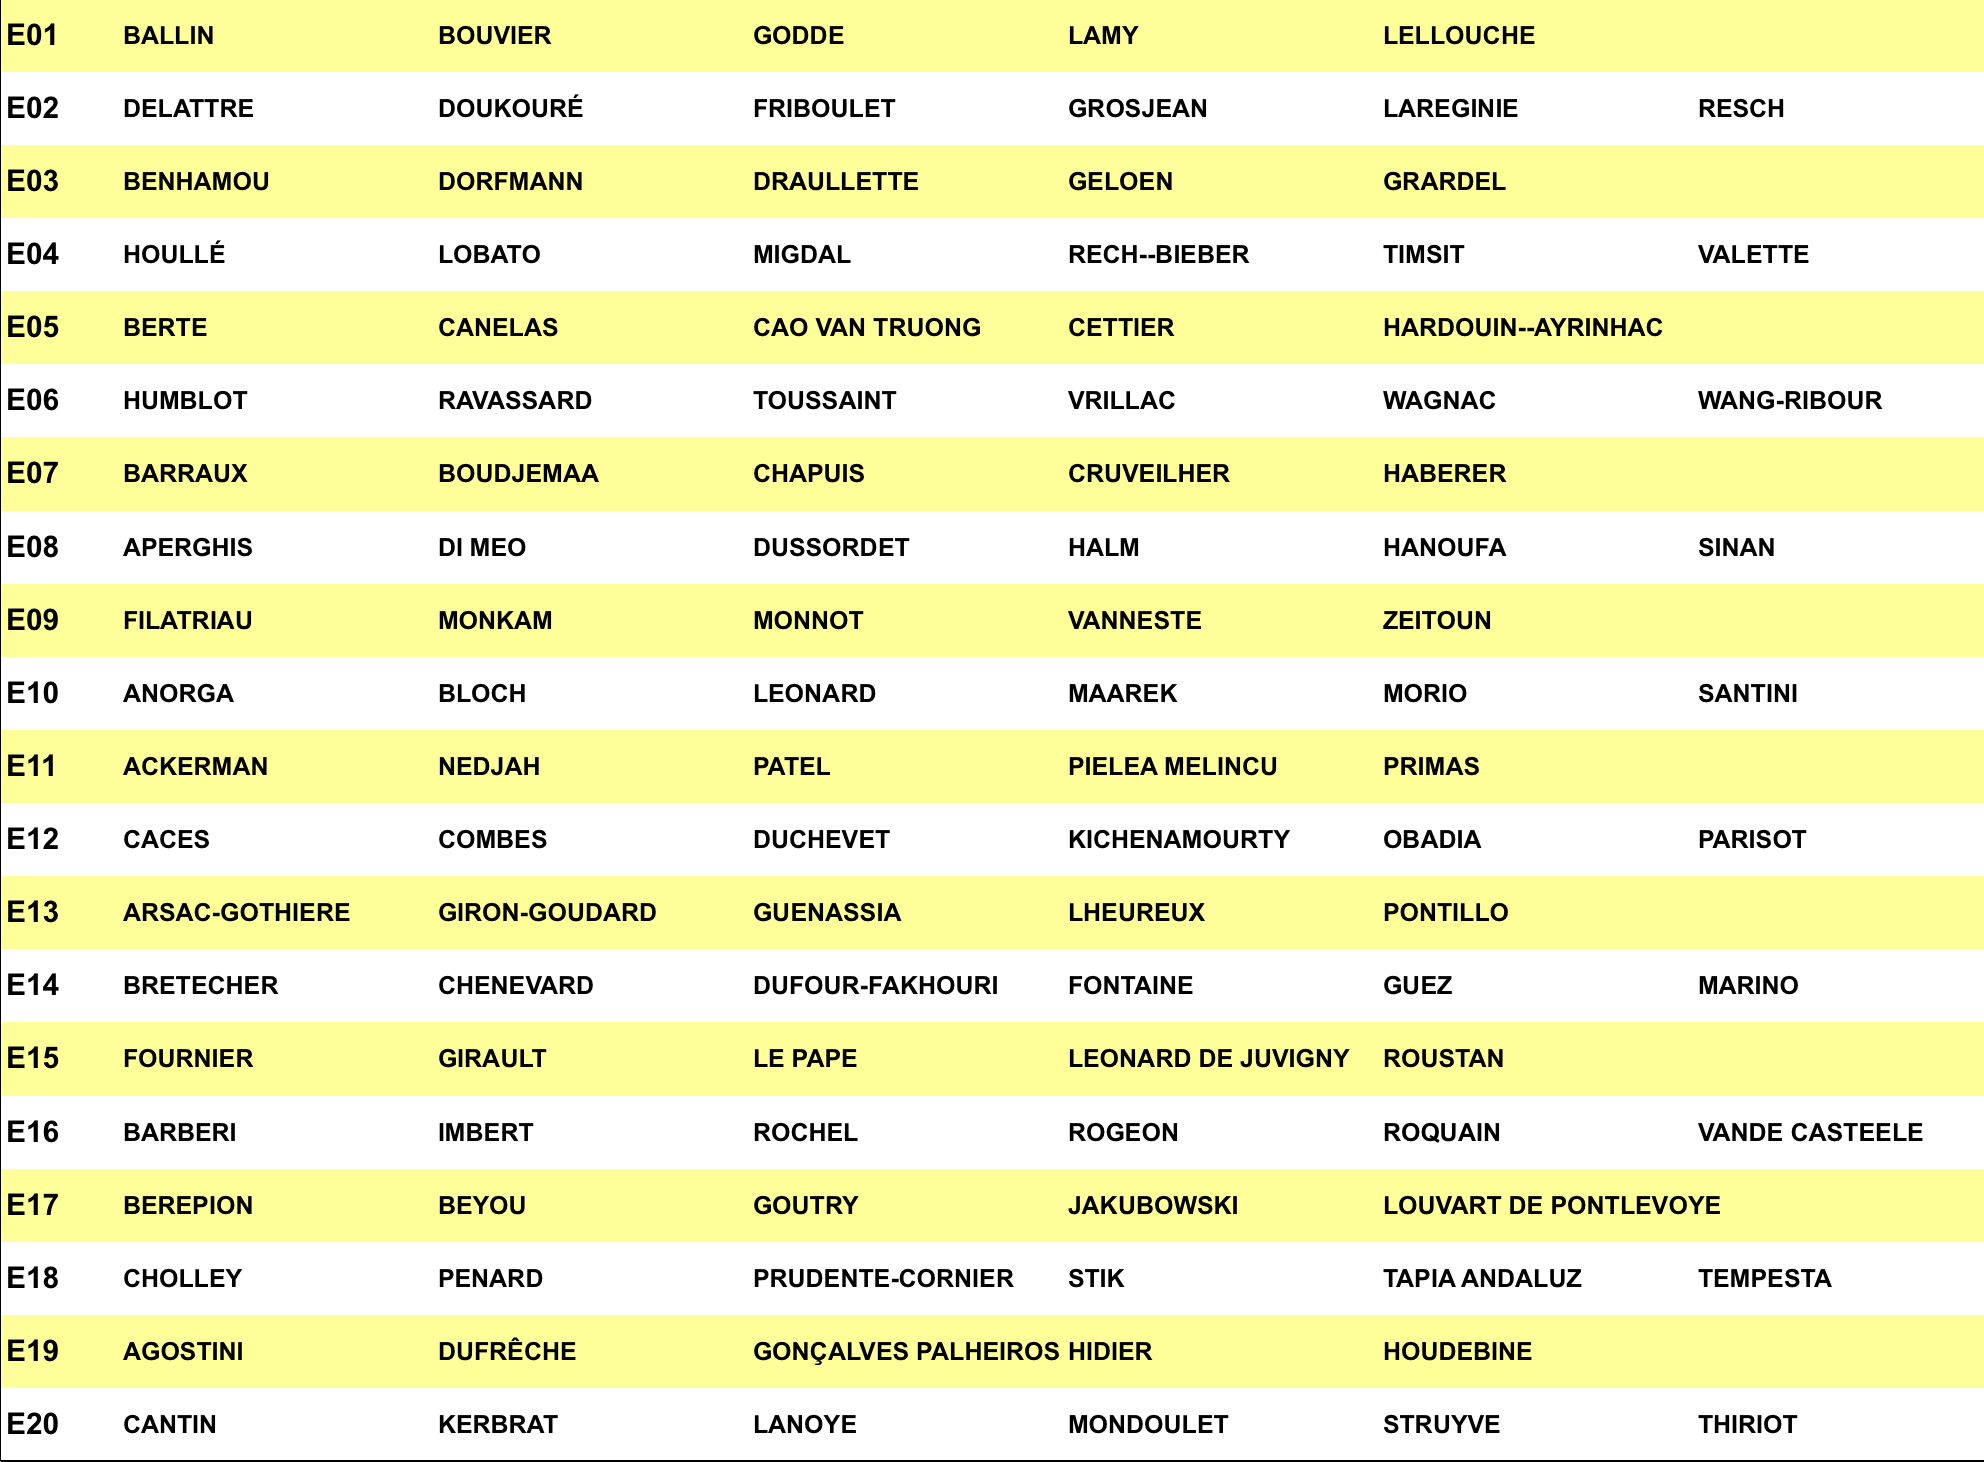 E01 BALLIN BOUVIER GODDE LAMY LELLOUCHE
E02 DELATTRE DOUKOURÉ FRIBOULET GROSJEAN LAREGINIE RESCH
E03 BENHAMOU DORFMANN DRAULLETTE GELOEN GRARDEL
E04 HOULLÉ LOBATO MIGDAL RECH--BIEBER TIMSIT VALETTE
E05 BERTE CANELAS CAO VAN TRUONG CETTIER HARDOUIN--AYRINHAC
E06 HUMBLOT RAVASSARD TOUSSAINT VRILLAC WAGNAC WANG-RIBOUR
E07 BARRAUX BOUDJEMAA CHAPUIS CRUVEILHER HABERER
E08 APERGHIS DI MEO DUSSORDET HALM HANOUFA SINAN
E09 FILATRIAU MONKAM MONNOT VANNESTE ZEITOUN
E10 ANORGA BLOCH LEONARD MAAREK MORIO SANTINI
E11 ACKERMAN NEDJAH PATEL PIELEA MELINCU PRIMAS
E12 CACES COMBES DUCHEVET KICHENAMOURTY OBADIA PARISOT
E13 ARSAC-GOTHIERE GIRON-GOUDARD GUENASSIA LHEUREUX PONTILLO
E14 BRETECHER CHENEVARD DUFOUR-FAKHOURI FONTAINE GUEZ MARINO
E15 FOURNIER GIRAULT LE PAPE LEONARD DE JUVIGNY ROUSTAN
E16 BARBERI IMBERT ROCHEL ROGEON ROQUAIN VANDE CASTEELE
E17 BEREPION BEYOU GOUTRY JAKUBOWSKI LOUVART DE PONTLEVOYE
E18 CHOLLEY PENARD PRUDENTE-CORNIER STIK TAPIA ANDALUZ TEMPESTA
E19 AGOSTINI DUFRÊCHE GONÇALVES PALHEIROS HIDIER HOUDEBINE
E20 CANTIN KERBRAT LANOYE MONDOULET STRUYVE THIRIOT